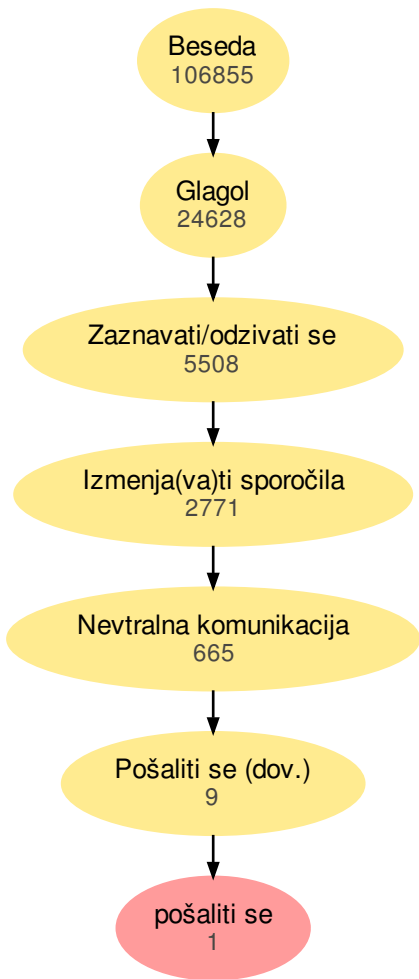 Beseda
106855
Glagol
24628
Zaznavati/odzivati se
5508
Izmenja(va)ti sporočila
2771
Nevtralna komunikacija
665
Pošaliti se (dov.)
9
pošaliti se
1